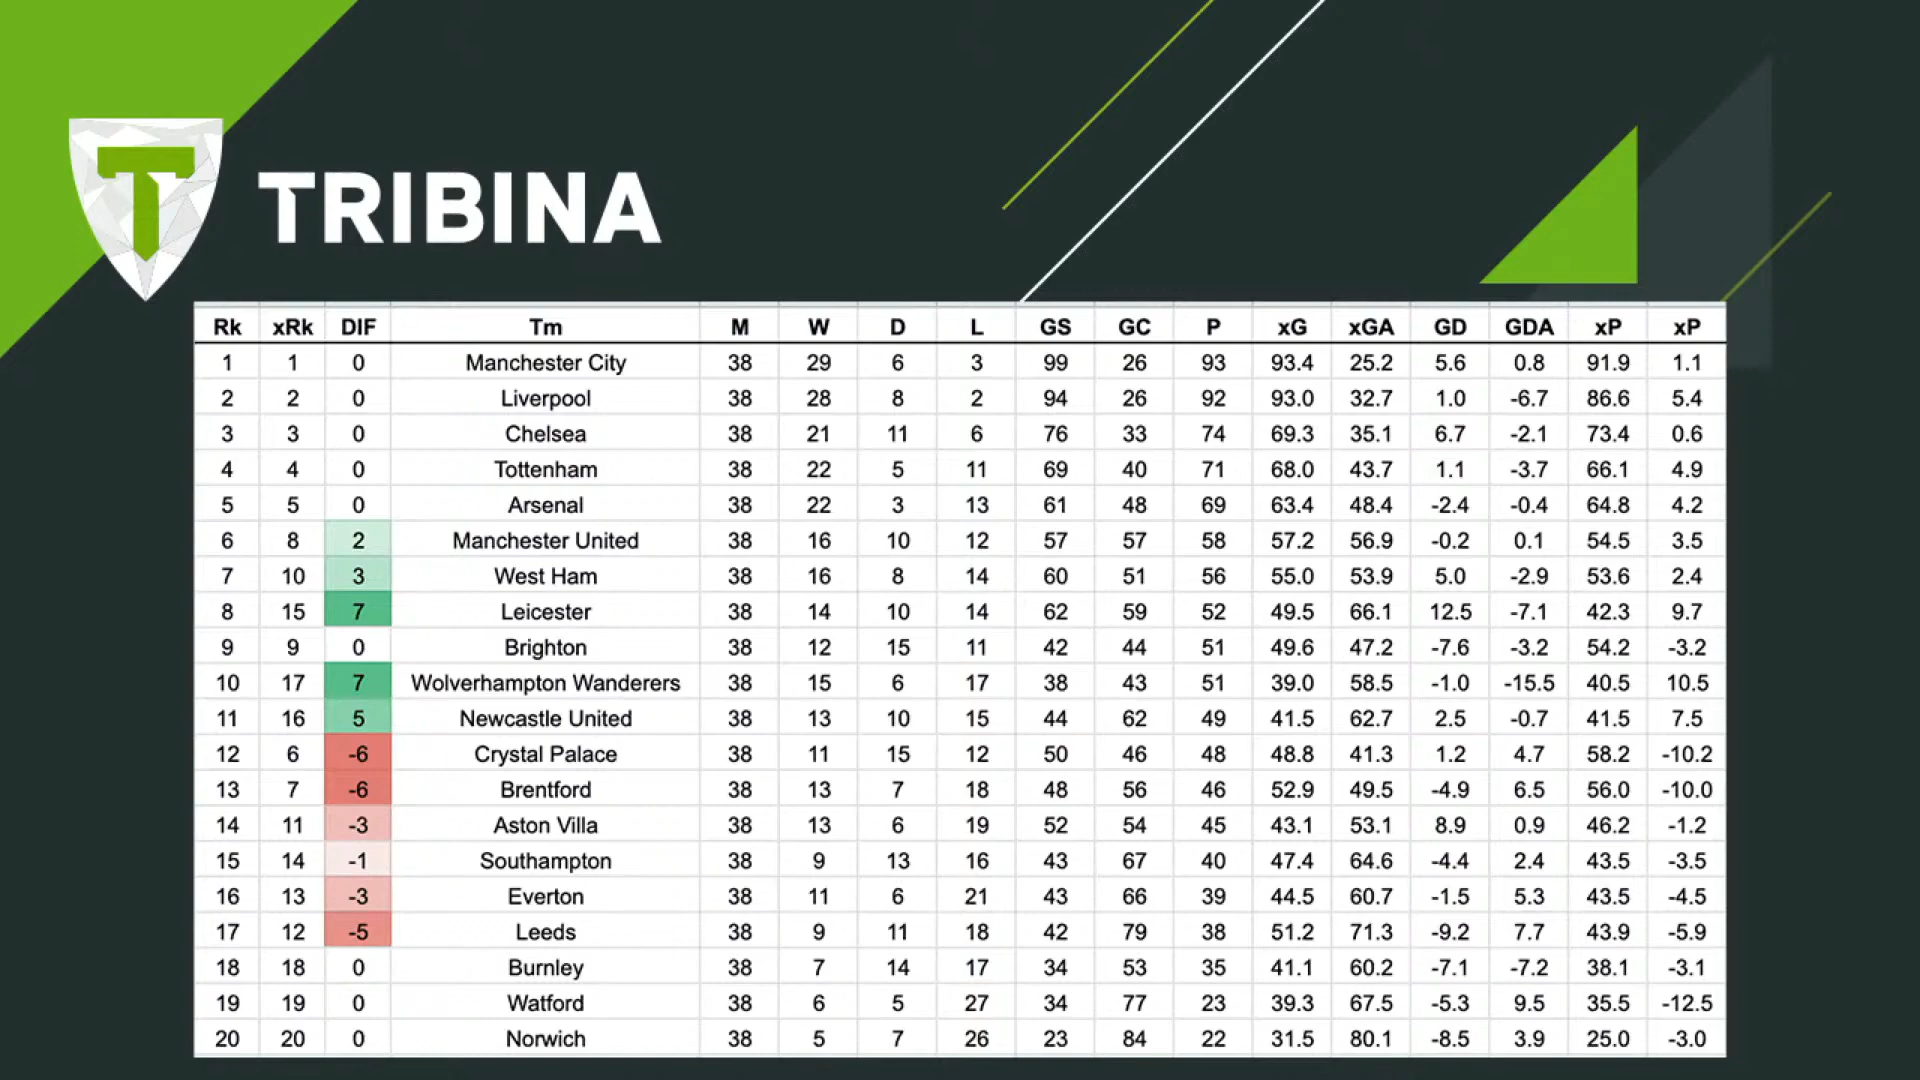 TRIBINA
Rk xRk DIF Tm M W D L GS GC P xG xGA GD GDA xP xP
1 1 0 Manchester City 38 29 6 3 99 26 93 93.4 25.2 5.6 0.8 91.9 1.1
2 2 0 Liverpool 38 28 8 2 94 26 92 93.0 32.7 1.0 -6.7 86.6 5.4
3 3 0 Chelsea 38 21 11 6 76 33 74 69.3 35.1 6.7 -2.1 73.4 0.6
4 4 0 Tottenham 38 22 5 11 69 40 71 68.0 43.7 1.1 -3.7 66.1 4.9
5 5 0 Arsenal 38 22 3 13 61 48 69 63.4 48.4 -2.4 -0.4 64.8 4.2
6 8 2 Manchester United 38 16 10 12 57 57 58 57.2 56.9 -0.2 0.1 54.5 3.5
7 10 3 West Ham 38 16 8 14 60 51 56 55.0 53.9 5.0 -2.9 53.6 2.4
8 15 7 Leicester 38 14 10 14 62 59 52 49.5 66.1 12.5 -7.1 42.3 9.7
9 9 0 Brighton 38 12 15 11 42 44 51 49.6 47.2 -7.6 -3.2 54.2 -3.2
10 17 7 Wolverhampton Wanderers 38 15 6 17 38 43 51 39.0 58.5 -1.0 -15.5 40.5 10.5
11 16 5 Newcastle United 38 13 10 15 44 62 49 41.5 62.7 2.5 -0.7 41.5 7.5
12 6 -6 Crystal Palace 38 11 15 12 50 46 48 48.8 41.3 1.2 4.7 58.2 -10.2
13 7 -6 Brentford 38 13 7 18 48 56 46 52.9 49.5 -4.9 6.5 56.0 -10.0
14 11 -3 Aston Villa 38 13 6 19 52 54 45 43.1 53.1 8.9 0.9 46.2 -1.2
15 14 -1 Southampton 38 9 13 16 43 67 40 47.4 64.6 -4.4 2.4 43.5 -3.5
16 13 -3 Everton 38 11 6 21 43 66 39 44.5 60.7 -1.5 5.3 43.5 -4.5
17 12 -5 Leeds 38 9 11 18 42 79 38 51.2 71.3 -9.2 7.7 43.9 -5.9
18 18 0 Burnley 38 7 14 17 34 53 35 41.1 60.2 -7.1 -7.2 38.1 -3.1
19 19 0 Watford 38 6 5 27 34 77 23 39.3 67.5 -5.3 9.5 35.5 -12.5
20 20 0 Norwich 38 5 7 26 23 84 22 31.5 80.1 -8.5 3.9 25.0 -3.0